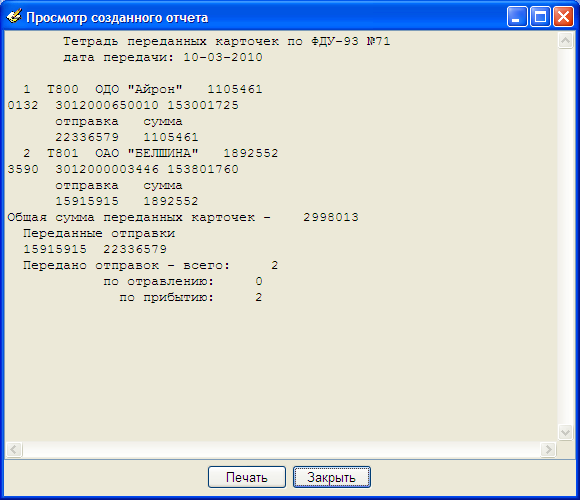 Просмотр созданного отчета
Тетрадь переданных карточек по ФДУ-93 №71
дата передачи: 10-03-2010
1 Т800 ОДО "Айрон" 1105461
0132 3012000650010 153001725
отправка сумма
22336579 1105461
2 Т801 ОАО "БЕЛШИНА" 1892552
3590 3012000003446 153801760
отправка сумма
15915915 1892552
Общая сумма переданных карточек - 2998013
Переданные отправки
15915915 22336579
Передано отправок - всего: 2
по отравлению: 0
по прибытию: 2
Печать Закрыть